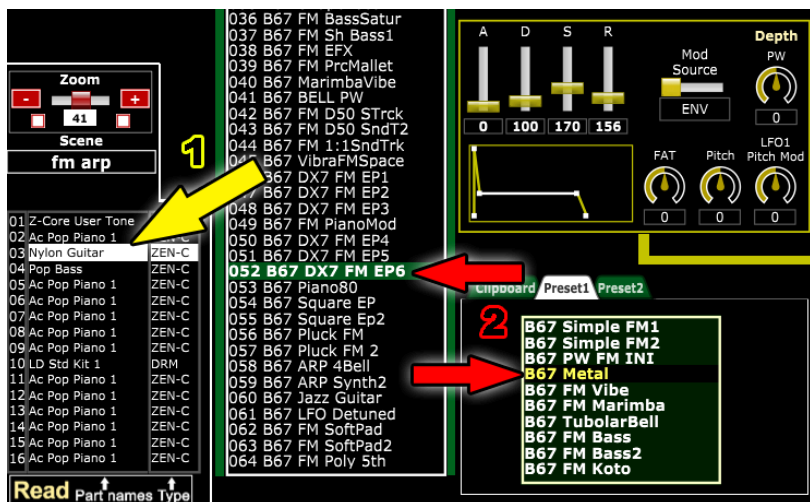 Zoom
-
+
41
Scene
fm arp
1
01 Z-Core User Tone
02 Ac Pop Piano 1 ZEN-C
03 Nylon Guitar ZEN-C
04 Pop Bass ZEN-C
05 Ac Pop Piano 1 ZEN-C
06 Ac Pop Piano 1 ZEN-C
07 Ac Pop Piano 1 ZEN-C
08 Ac Pop Piano 1 ZEN-C
09 Ac Pop Piano 1 ZEN-C
10 LD Std Kit 1 DRM
11 Ac Pop Piano 1 ZEN-C
12 Ac Pop Piano 1 ZEN-C
13 Ac Pop Piano 1 ZEN-C
14 Ac Pop Piano 1 ZEN-C
15 Ac Pop Piano 1 ZEN-C
16 Ac Pop Piano 1 ZEN-C
Read Part names Type
036 B67 FM BassSatur
037 B67 FM Sh Bass1
038 B67 FM EFX
039 B67 FM PrcMallet
040 B67 MarimbaVibe
041 B67 BELL PW
042 B67 FM D50 STrck
043 B67 FM D50 SndT2
044 B67 FM 1:1SndTrk
B67 VibraFMSpace
B67 DX7 FM EP1
B67 DX7 FM EP2
048 B67 DX7 FM EP3
049 B67 FM PianoMod
050 B67 DX7 FM EP4
051 B67 DX7 FM EP5
052 B67 DX7 FM EP6
053 B67 Piano80
054 B67 Square EP
055 B67 Square Ep2
056 B67 Pluck FM
057 B67 Pluck FM 2
058 B67 ARP 4Bell
059 B67 ARP Synth2
060 B67 Jazz Guitar
061 B67 LFO Detuned
062 B67 FM SoftPad
063 B67 FM SoftPad2
064 B67 FM Poly 5th
A D S R
0 100 170 156
Mod
Source
ENV
Depth
PW
0
FAT
0
Pitch
0
LFO1
Pitch Mod
0
Clipboard Preset1 Preset2
2
B67 Simple FM1
B67 Simple FM2
B67 PW FM INI
B67 Metal
B67 FM Vibe
B67 FM Marimba
B67 TubolarBell
B67 FM Bass
B67 FM Bass2
B67 FM Koto